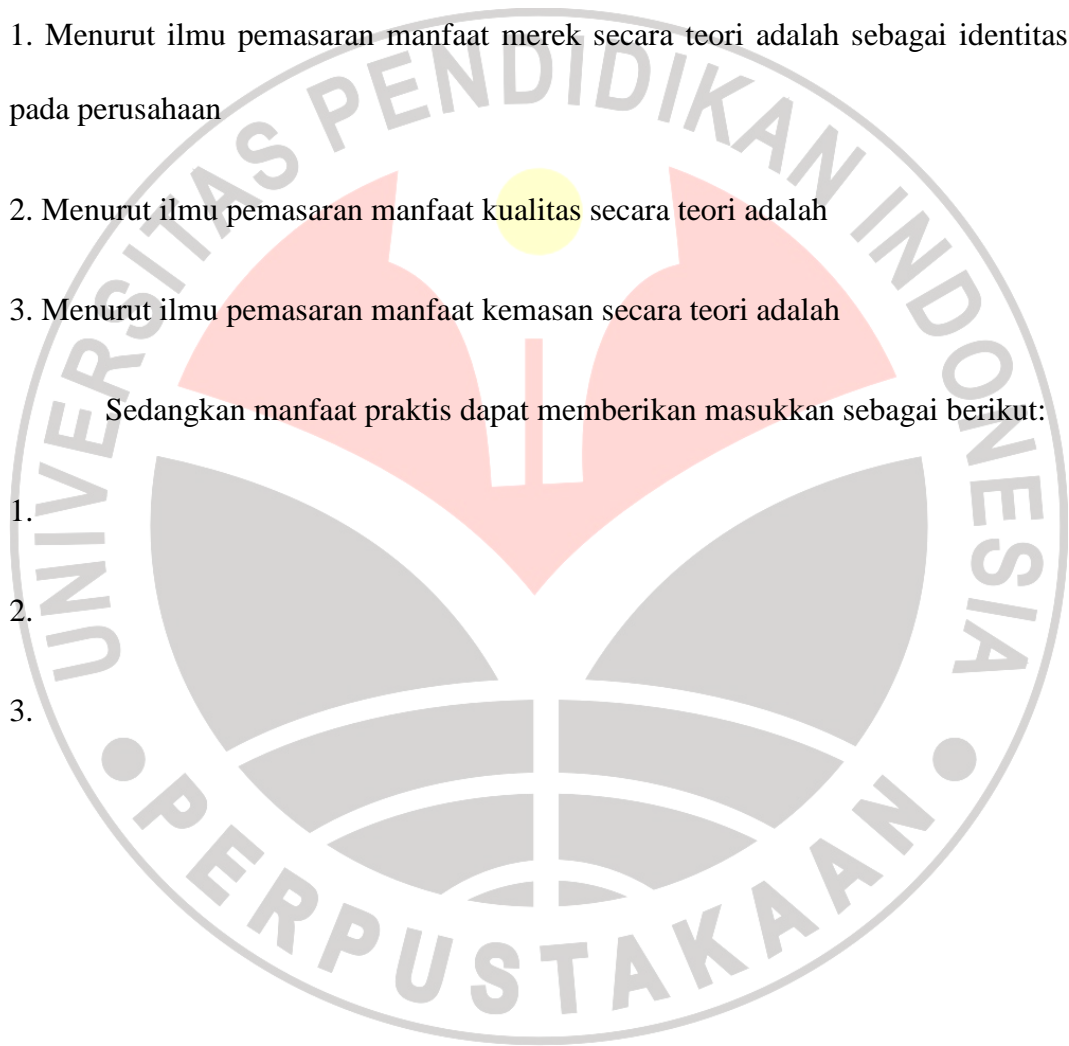 1. Menurut ilmu pemasaran manfaat merek secara teori adalah sebagai identitas
pada perusahaan
2. Menurut ilmu pemasaran manfaat kualitas secara teori adalah
3. Menurut ilmu pemasaran manfaat kemasan secara teori adalah
Sedangkan manfaat praktis dapat memberikan masukkan sebagai berikut:
1.
2.
3.
UNIVERSITAS PENDIDIKAN INDONESIA
PERPUSTAKAAN